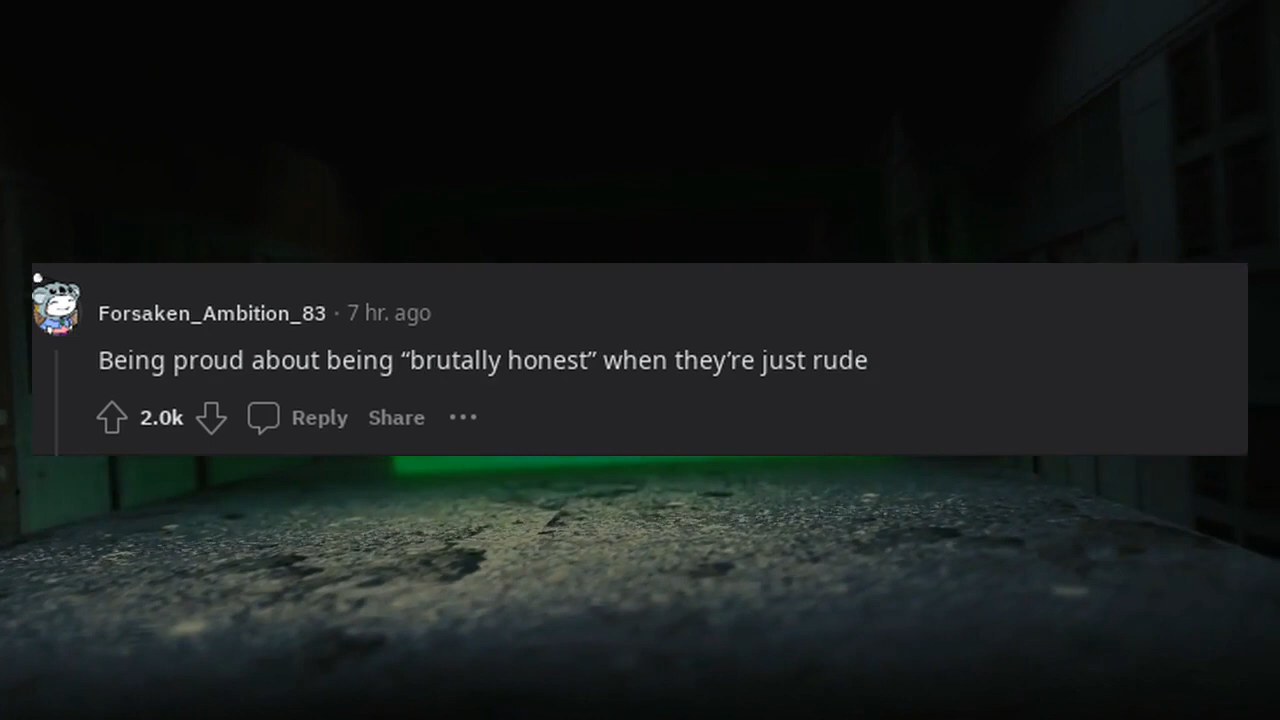 Forsaken_Ambition_83 · 7 hr. ago
Being proud about being “brutally honest” when they’re just rude
2.0k Reply Share ···